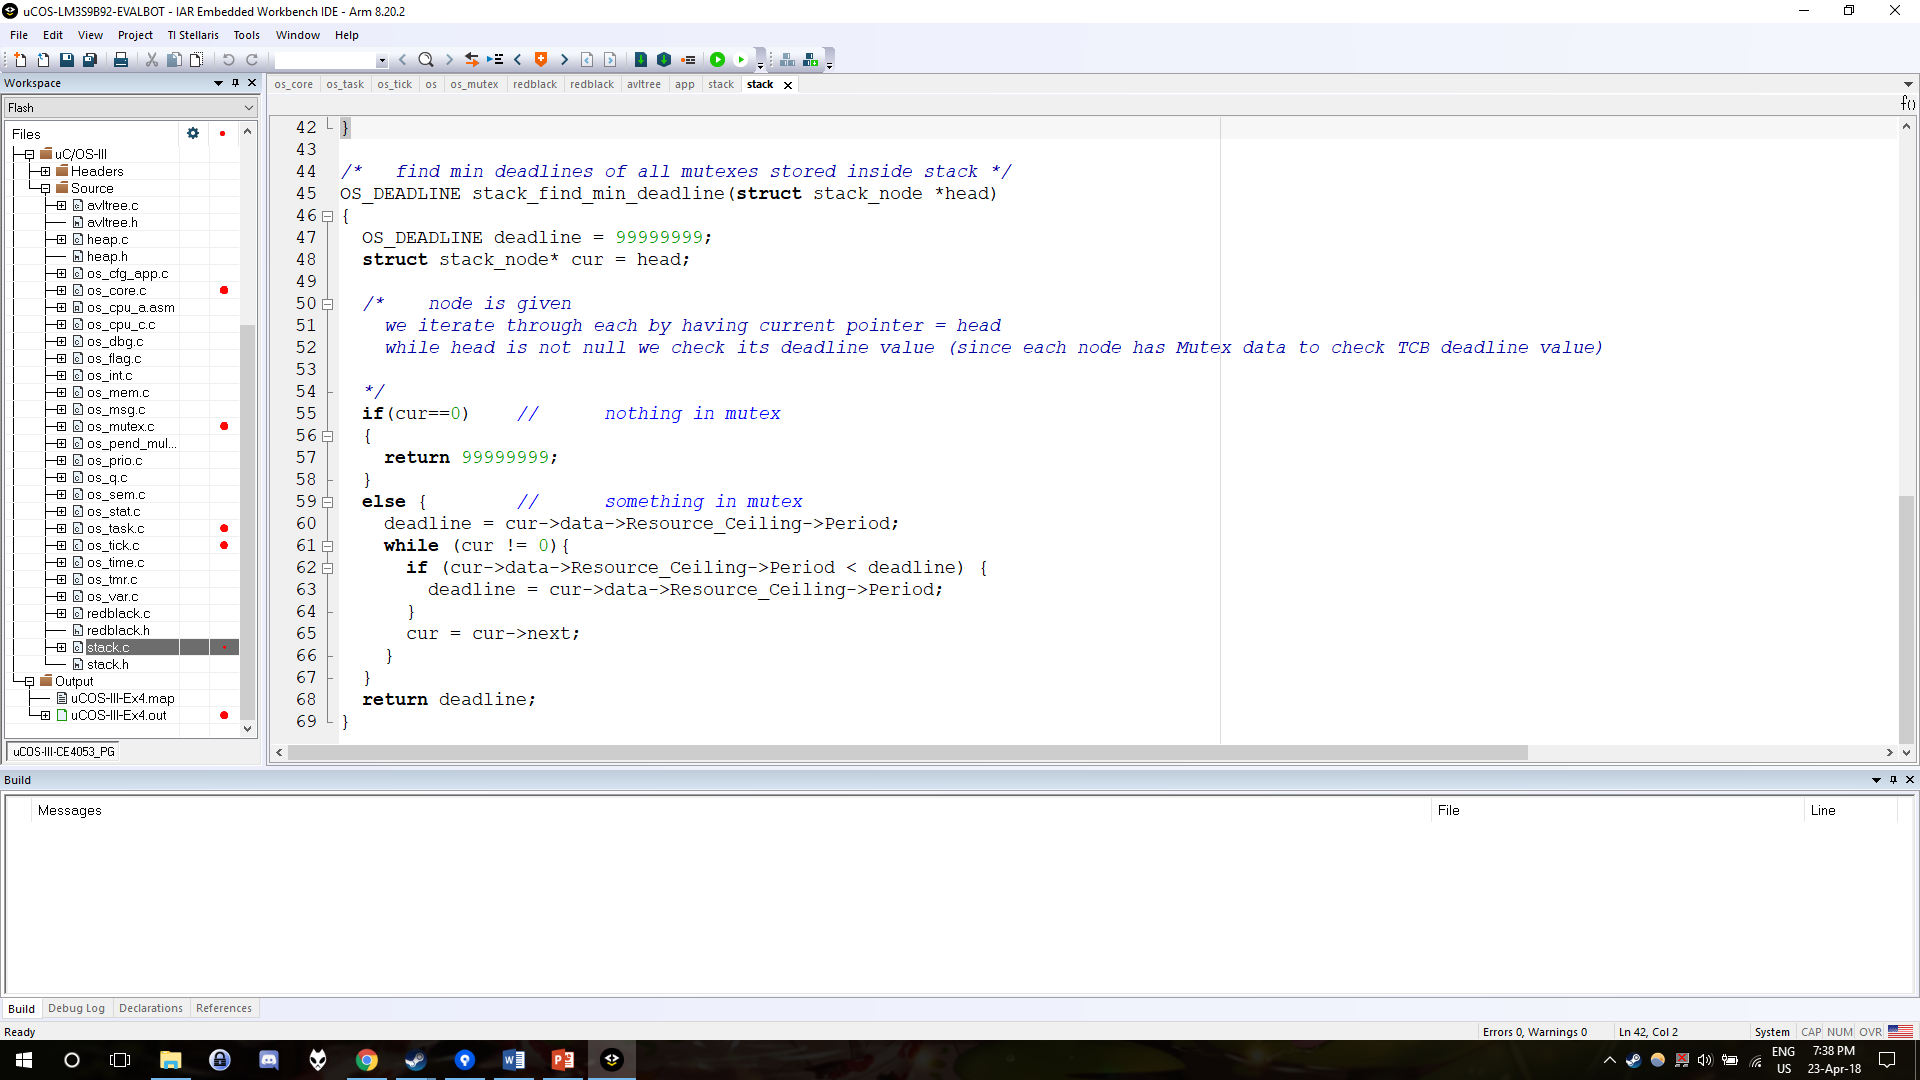 uCOS-LM3S9B92-EVALBOT - IAR Embedded Workbench IDE - Arm 8.20.2
File Edit View Project TI Stellaris Tools Window Help
Workspace
os_core os_task os_tick os os_mutex redblack redblack avltree app stack stack
Flash
f()
Files
uC/OS-III
Headers
Source
avltree.c
avltree.h
heap.c
heap.h
os_cfg_app.c
os_core.c
os_cpu_a.asm
os_cpu_c.c
os_dbg.c
os_flag.c
os_int.c
os_mem.c
os_msg.c
os_mutex.c
os_pend_mul...
os_prio.c
os_q.c
os_sem.c
os_stat.c
os_task.c
os_tick.c
os_time.c
os_tmr.c
os_var.c
redblack.c
redblack.h
stack.c
stack.h
Output
uCOS-III-Ex4.map
uCOS-III-Ex4.out
uCOS-III-CE4053_PG
42 }
43
44 /* find min deadlines of all mutexes stored inside stack */
45 OS_DEADLINE stack_find_min_deadline(struct stack_node *head)
46 {
47 OS_DEADLINE deadline = 99999999;
48 struct stack_node* cur = head;
49
50 /* node is given
51 we iterate through each by having current pointer = head
52 while head is not null we check its deadline value (since each node has Mutex data to check TCB deadline value)
53
54 */
55 if(cur==0) // nothing in mutex
56 {
57 return 99999999;
58 }
59 else { // something in mutex
60 deadline = cur->data->Resource_Ceiling->Period;
61 while (cur != 0){
62 if (cur->data->Resource_Ceiling->Period < deadline) {
63 deadline = cur->data->Resource_Ceiling->Period;
64 }
65 cur = cur->next;
66 }
67 }
68 return deadline;
69 }
Build
Messages File Line
Build Debug Log Declarations References
Ready Errors 0, Warnings 0 Ln 42, Col 2 System CAP NUM OVR
ENG 7:38 PM
US 23-Apr-18